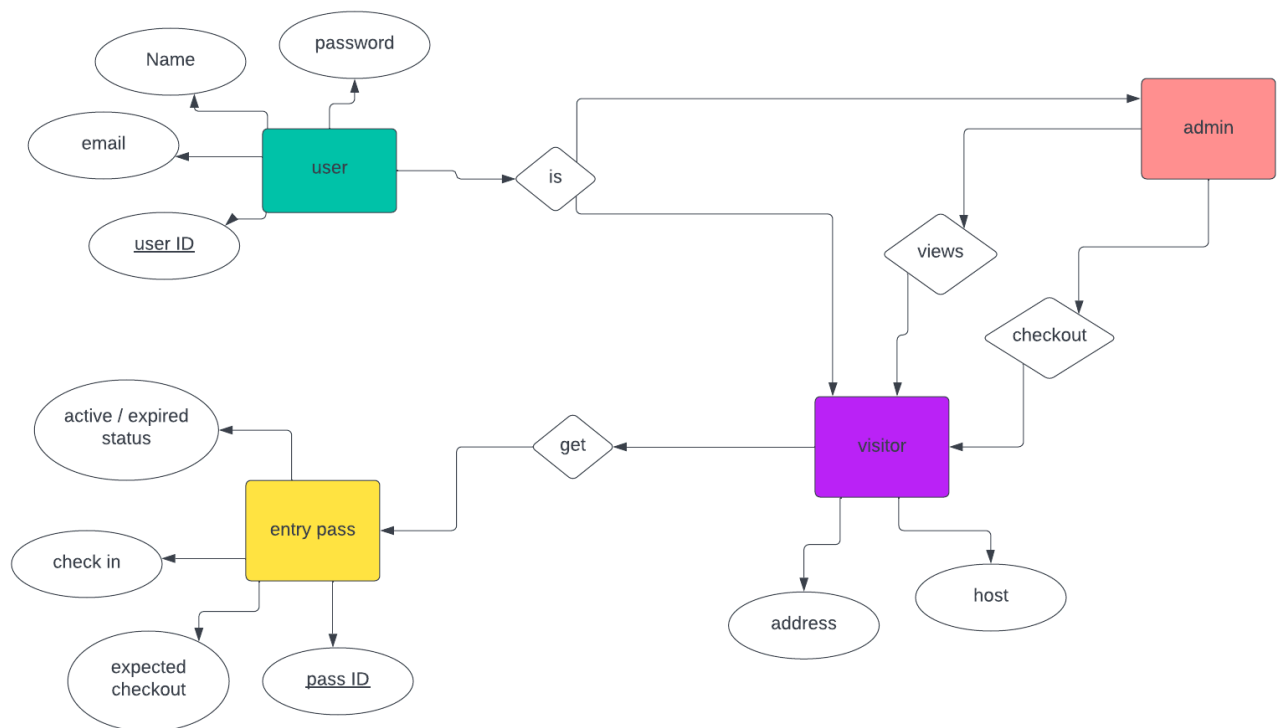 password
Name
email
user
user ID
is
admin
views
checkout
visitor
get
active / expired
status
entry pass
check in
expected
checkout
pass ID
address
host